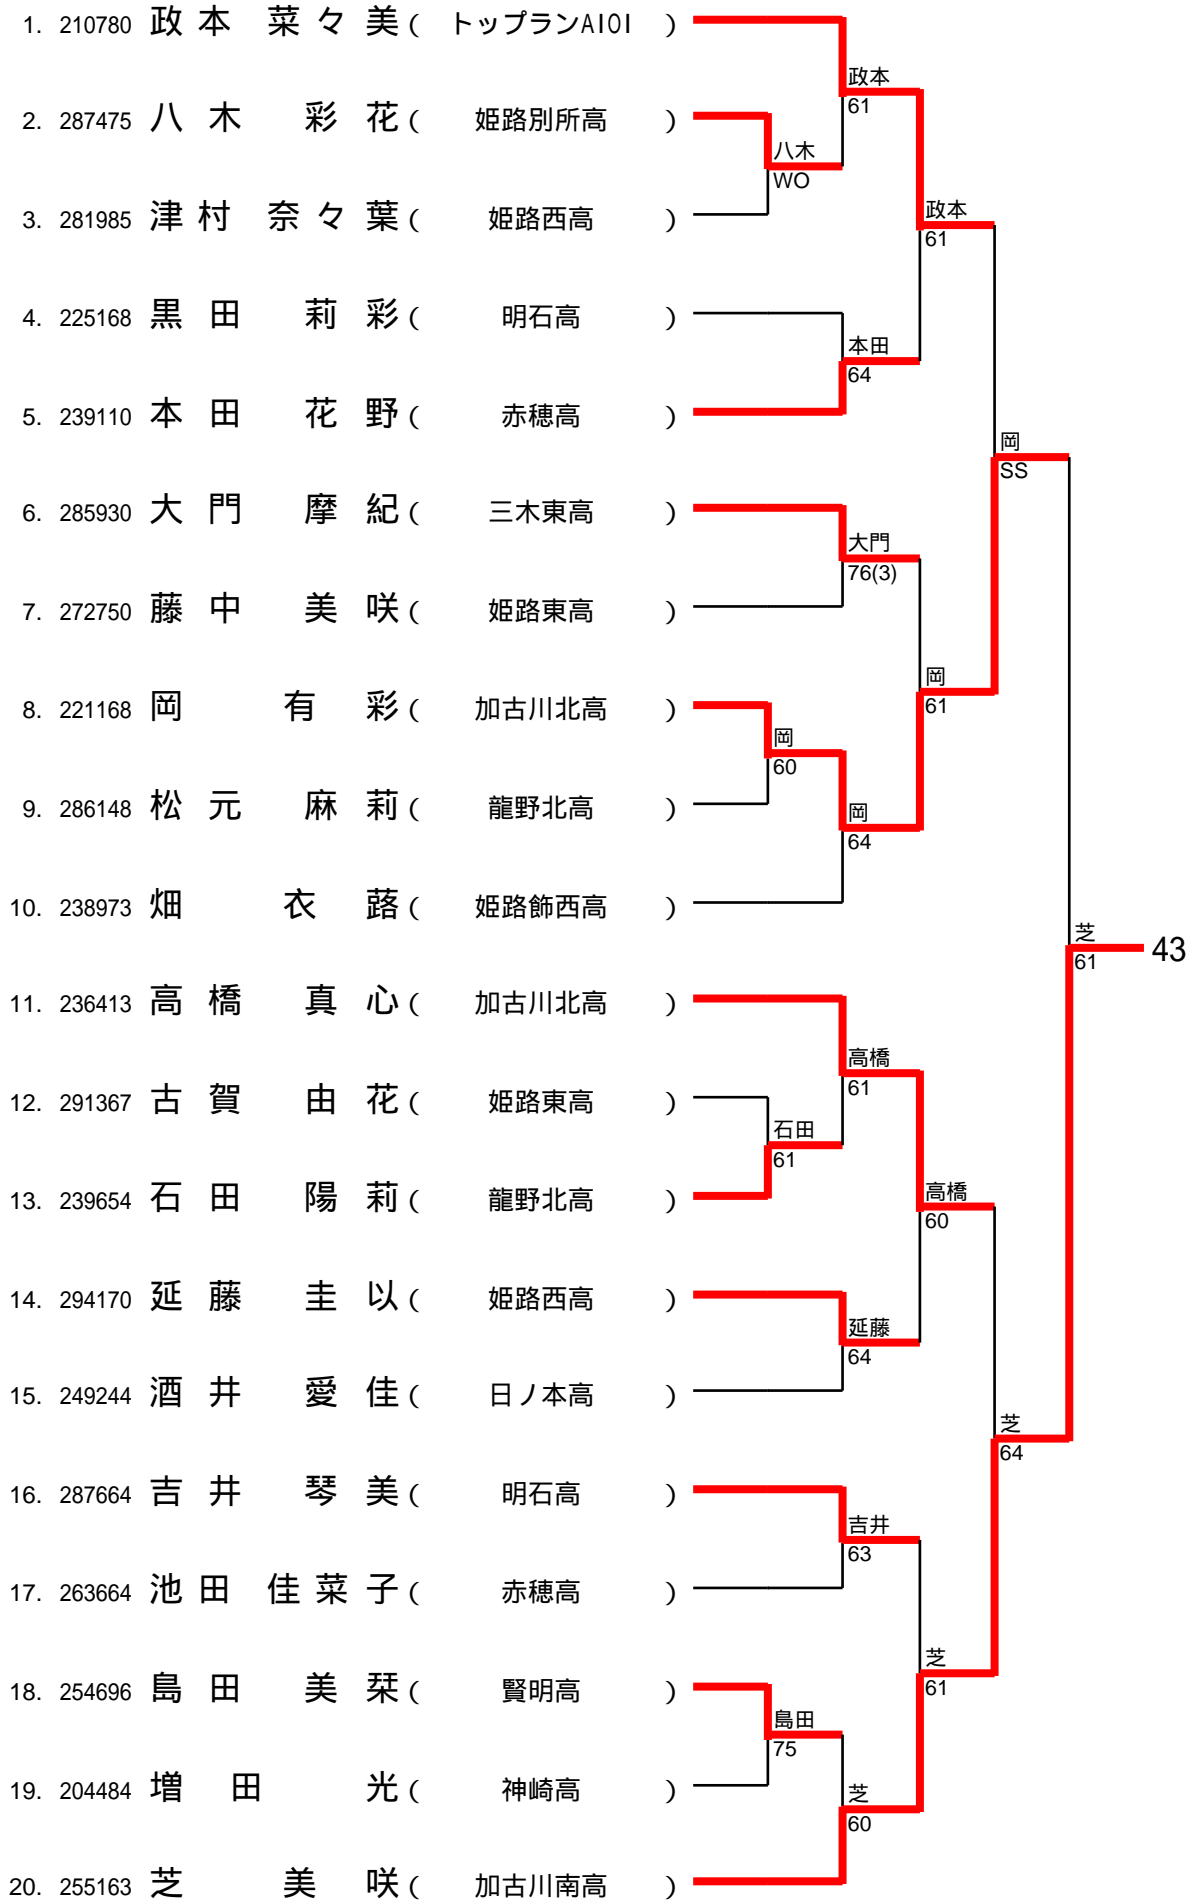 1. 210780 政本 菜々美 ( トップランAIOI )
政本
61
2. 287475 八木 彩花 ( 姫路別所高 )
八木
WO
3. 281985 津村 奈々葉 ( 姫路西高 )
政本
61
4. 225168 黒田 莉彩 ( 明石高 )
本田
64
5. 239110 本田 花野 ( 赤穂高 )
岡
SS
6. 285930 大門 摩紀 ( 三木東高 )
大門
76(3)
7. 272750 藤中 美咲 ( 姫路東高 )
岡
61
8. 221168 岡 有彩 ( 加古川北高 )
岡
60
9. 286148 松元 麻莉 ( 龍野北高 )
岡
64
10. 238973 畑 衣蕗 ( 姫路飾西高 )
芝
61
43
11. 236413 高橋 真心 ( 加古川北高 )
高橋
61
12. 291367 古賀 由花 ( 姫路東高 )
石田
61
13. 239654 石田 陽莉 ( 龍野北高 )
高橋
60
14. 294170 延藤 圭以 ( 姫路西高 )
延藤
64
15. 249244 酒井 愛佳 ( 日ノ本高 )
芝
64
16. 287664 吉井 琴美 ( 明石高 )
吉井
63
17. 263664 池田 佳菜子 ( 赤穂高 )
芝
61
18. 254696 島田 美栞 ( 賢明高 )
島田
75
19. 204484 増田 光 ( 神崎高 )
芝
60
20. 255163 芝 美咲 ( 加古川南高 )